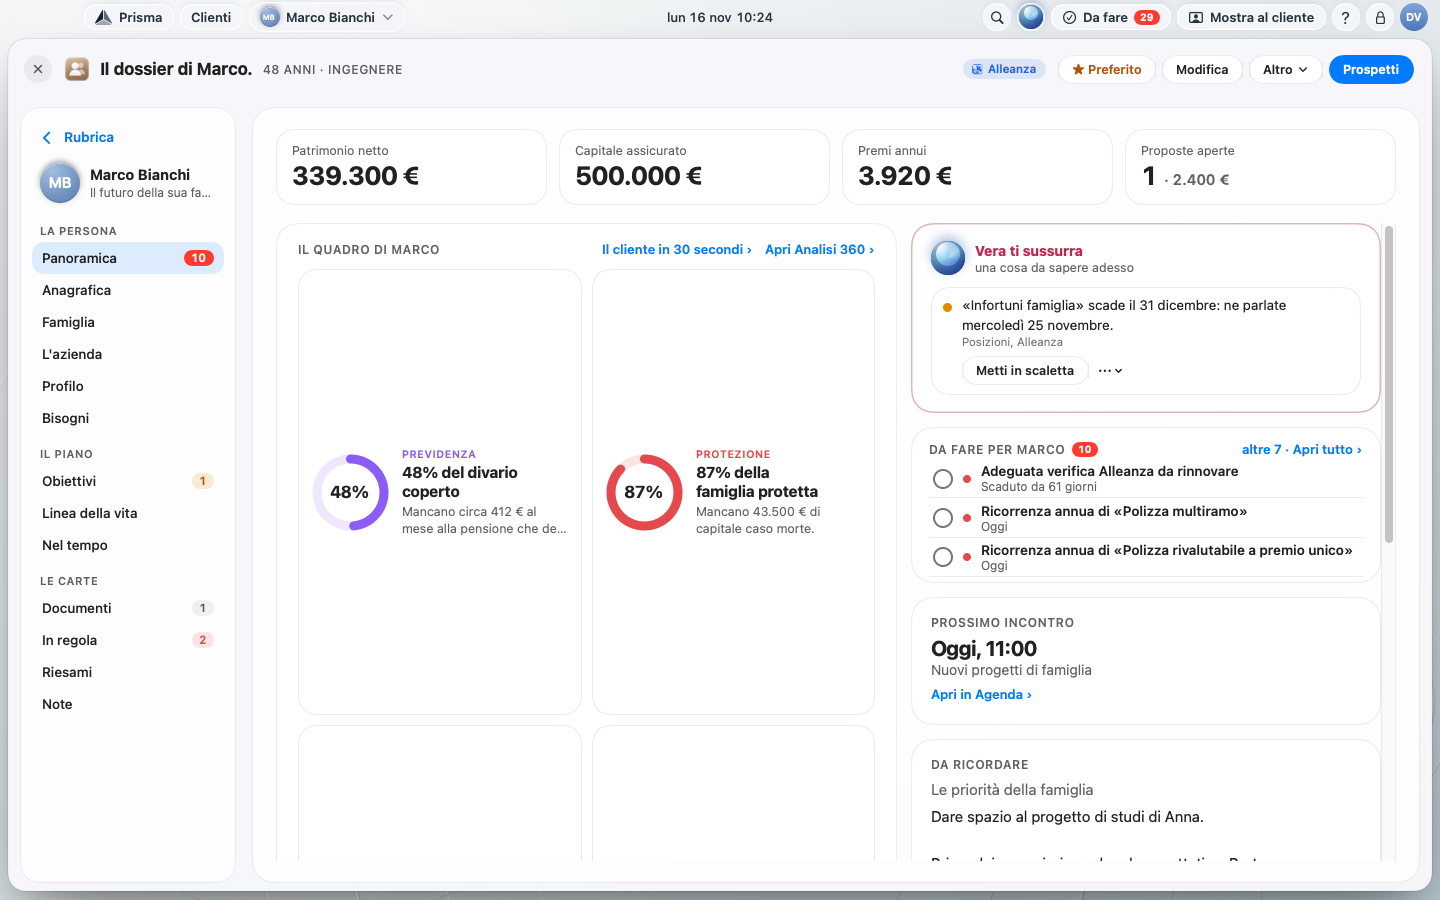 Prisma
Clienti
MB Marco Bianchi
lun 16 nov 10:24
Da fare 29
Mostra al cliente
?
DV
Il dossier di Marco.
48 ANNI · INGEGNERE
Alleanza
Preferito
Modifica
Altro
Prospetti
Rubrica
MB
Marco Bianchi
Il futuro della sua fa...
LA PERSONA
Panoramica 10
Anagrafica
Famiglia
L'azienda
Profilo
Bisogni
IL PIANO
Obiettivi 1
Linea della vita
Nel tempo
LE CARTE
Documenti 1
In regola 2
Riesami
Note
Patrimonio netto
339.300 €
Capitale assicurato
500.000 €
Premi annui
3.920 €
Proposte aperte
1 · 2.400 €
IL QUADRO DI MARCO
Il cliente in 30 secondi ›
Apri Analisi 360 ›
48%
PREVIDENZA
48% del divario
coperto
Mancano circa 412 € al
mese alla pensione che de...
87%
PROTEZIONE
87% della
famiglia protetta
Mancano 43.500 € di
capitale caso morte.
Vera ti sussurra
una cosa da sapere adesso
«Infortuni famiglia» scade il 31 dicembre: ne parlate
mercoledì 25 novembre.
Posizioni, Alleanza
Metti in scaletta
DA FARE PER MARCO 10
altre 7 · Apri tutto ›
Adeguata verifica Alleanza da rinnovare
Scaduto da 61 giorni
Ricorrenza annua di «Polizza multiramo»
Oggi
Ricorrenza annua di «Polizza rivalutabile a premio unico»
Oggi
PROSSIMO INCONTRO
Oggi, 11:00
Nuovi progetti di famiglia
Apri in Agenda ›
DA RICORDARE
Le priorità della famiglia
Dare spazio al progetto di studi di Anna.